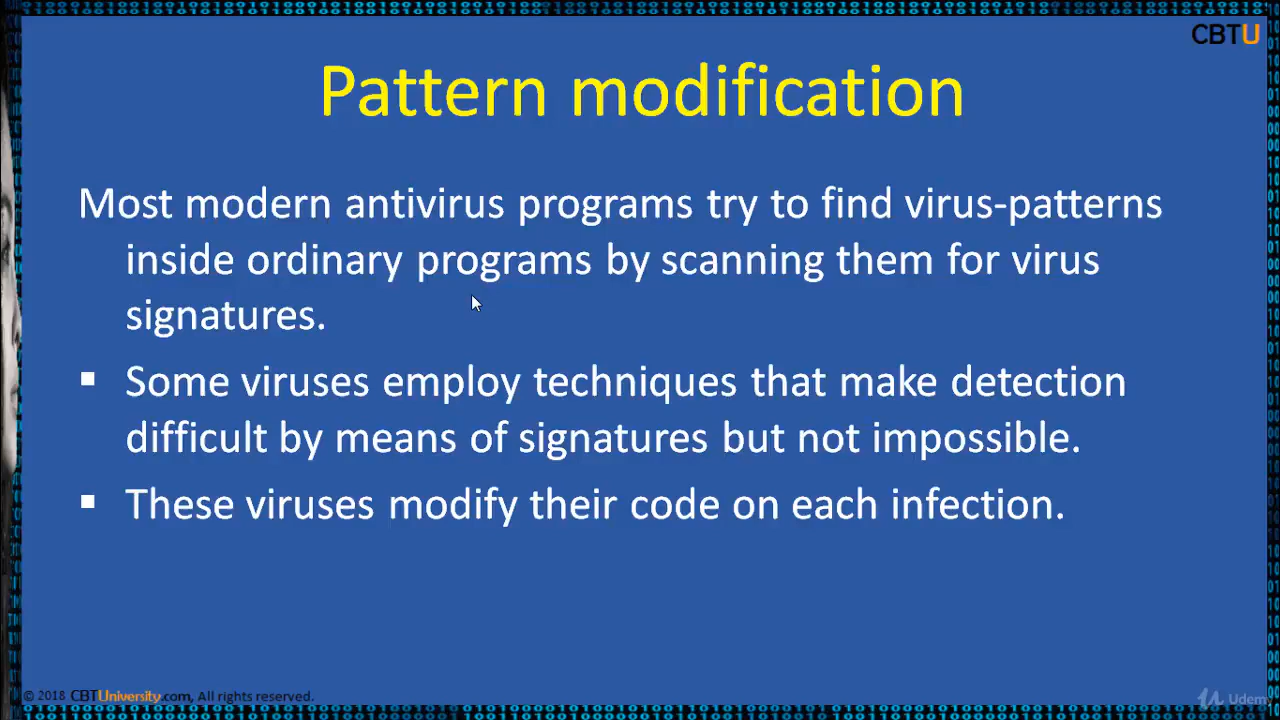 CBTU
Pattern modification
Most modern antivirus programs try to find virus-patterns
inside ordinary programs by scanning them for virus
signatures.
▪ Some viruses employ techniques that make detection
difficult by means of signatures but not impossible.
▪ These viruses modify their code on each infection.
© 2018 CBTUniversity.com, All rights reserved.
Udemy